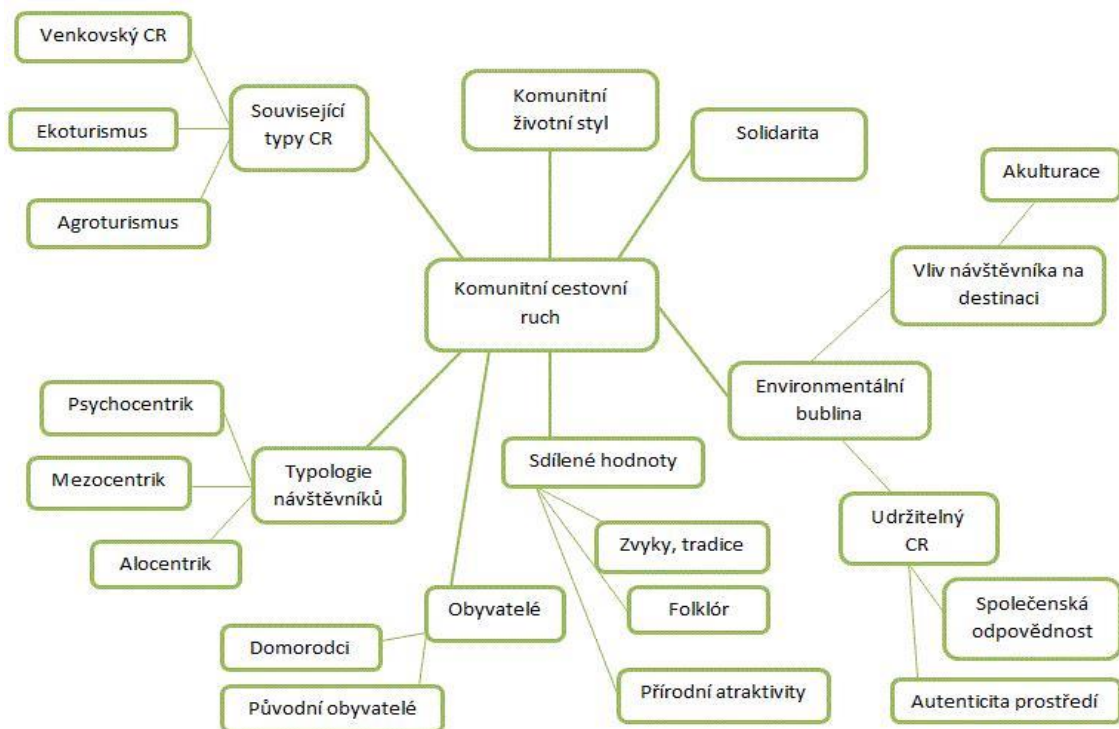 Venkovský CR
Ekoturismus
Agroturismus
Související
typy CR
Komunitní
životní styl
Solidarita
Akulturace
Vliv návštěvníka na
destinaci
Komunitní cestovní
ruch
Environmentální
bublina
Psychocentrik
Mezocentrik
Alocentrik
Typologie
návštěvníků
Sdílené hodnoty
Zvyky, tradice
Folklór
Přírodní atraktivity
Udržitelný
CR
Společenská
odpovědnost
Autenticita prostředí
Obyvatelé
Domorodci
Původní obyvatelé